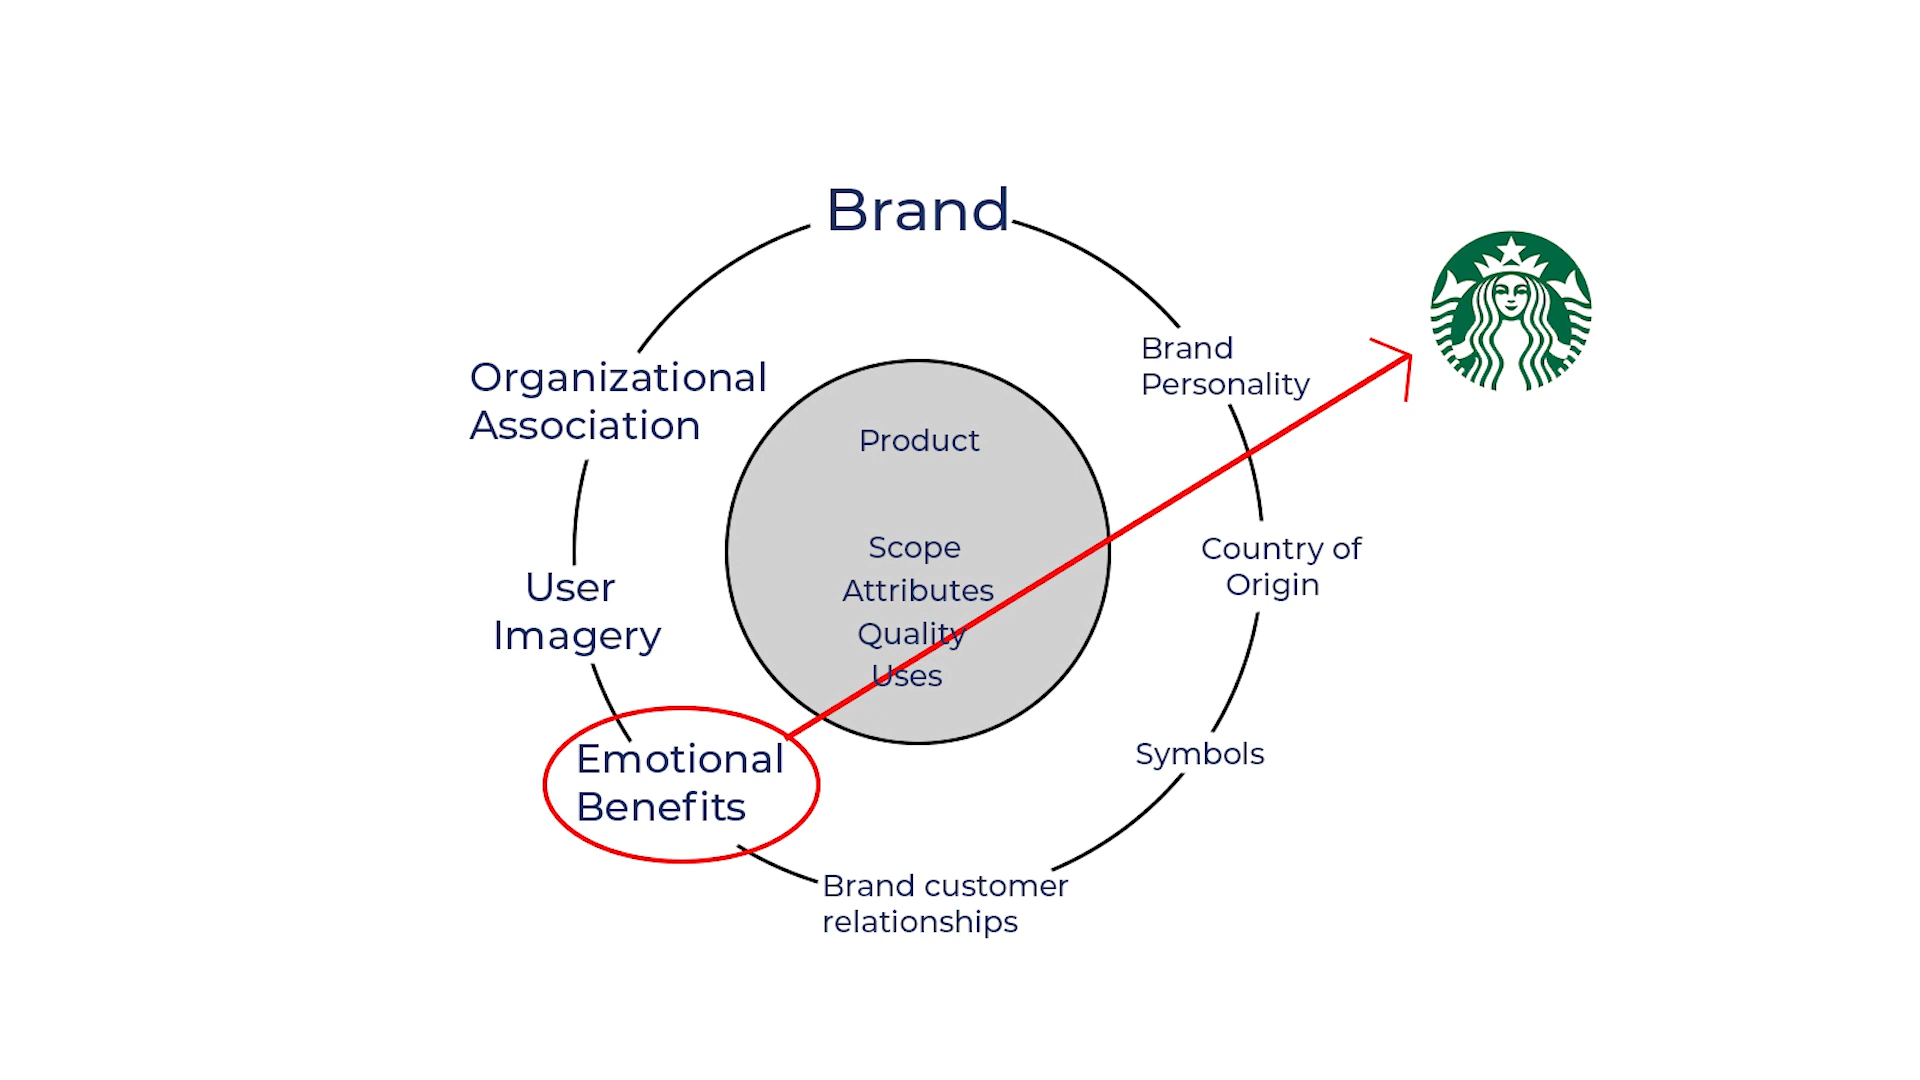 Brand
Organizational
Association
User
Imagery
Emotional
Benefits
Product
Scope
Attributes
Quality
Uses
Brand
Personality
Country of
Origin
Symbols
Brand customer
relationships